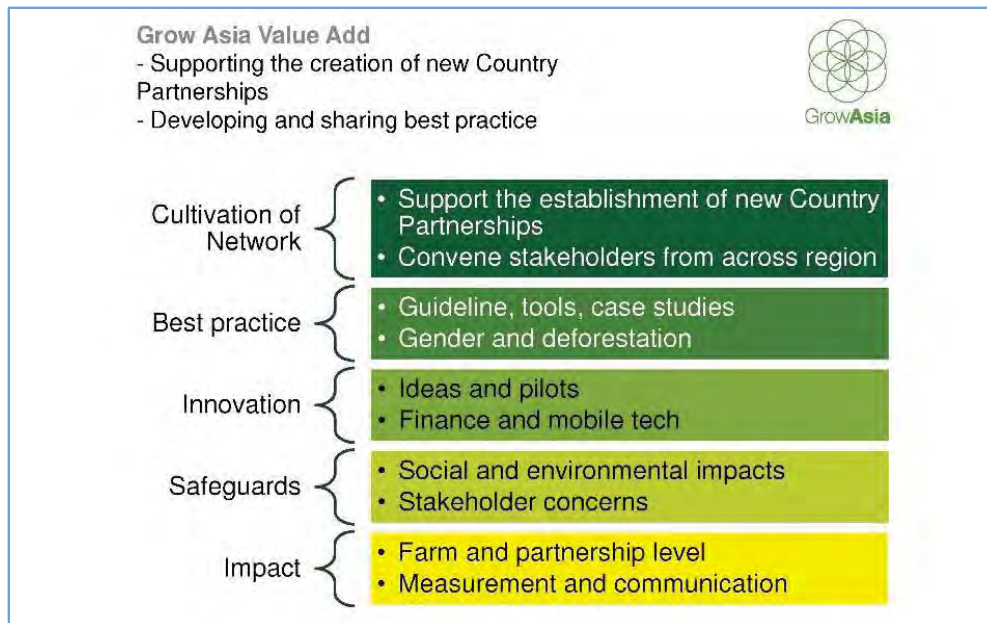 Grow Asia Value Add
- Supporting the creation of new Country
Partnerships
- Developing and sharing best practice
GrowAsia
Cultivation of
Network
• Support the establishment of new Country
Partnerships
• Convene stakeholders from across region
Best practice
• Guideline, tools, case studies
• Gender and deforestation
Innovation
• Ideas and pilots
• Finance and mobile tech
Safeguards
• Social and environmental impacts
• Stakeholder concerns
Impact
• Farm and partnership level
• Measurement and communication